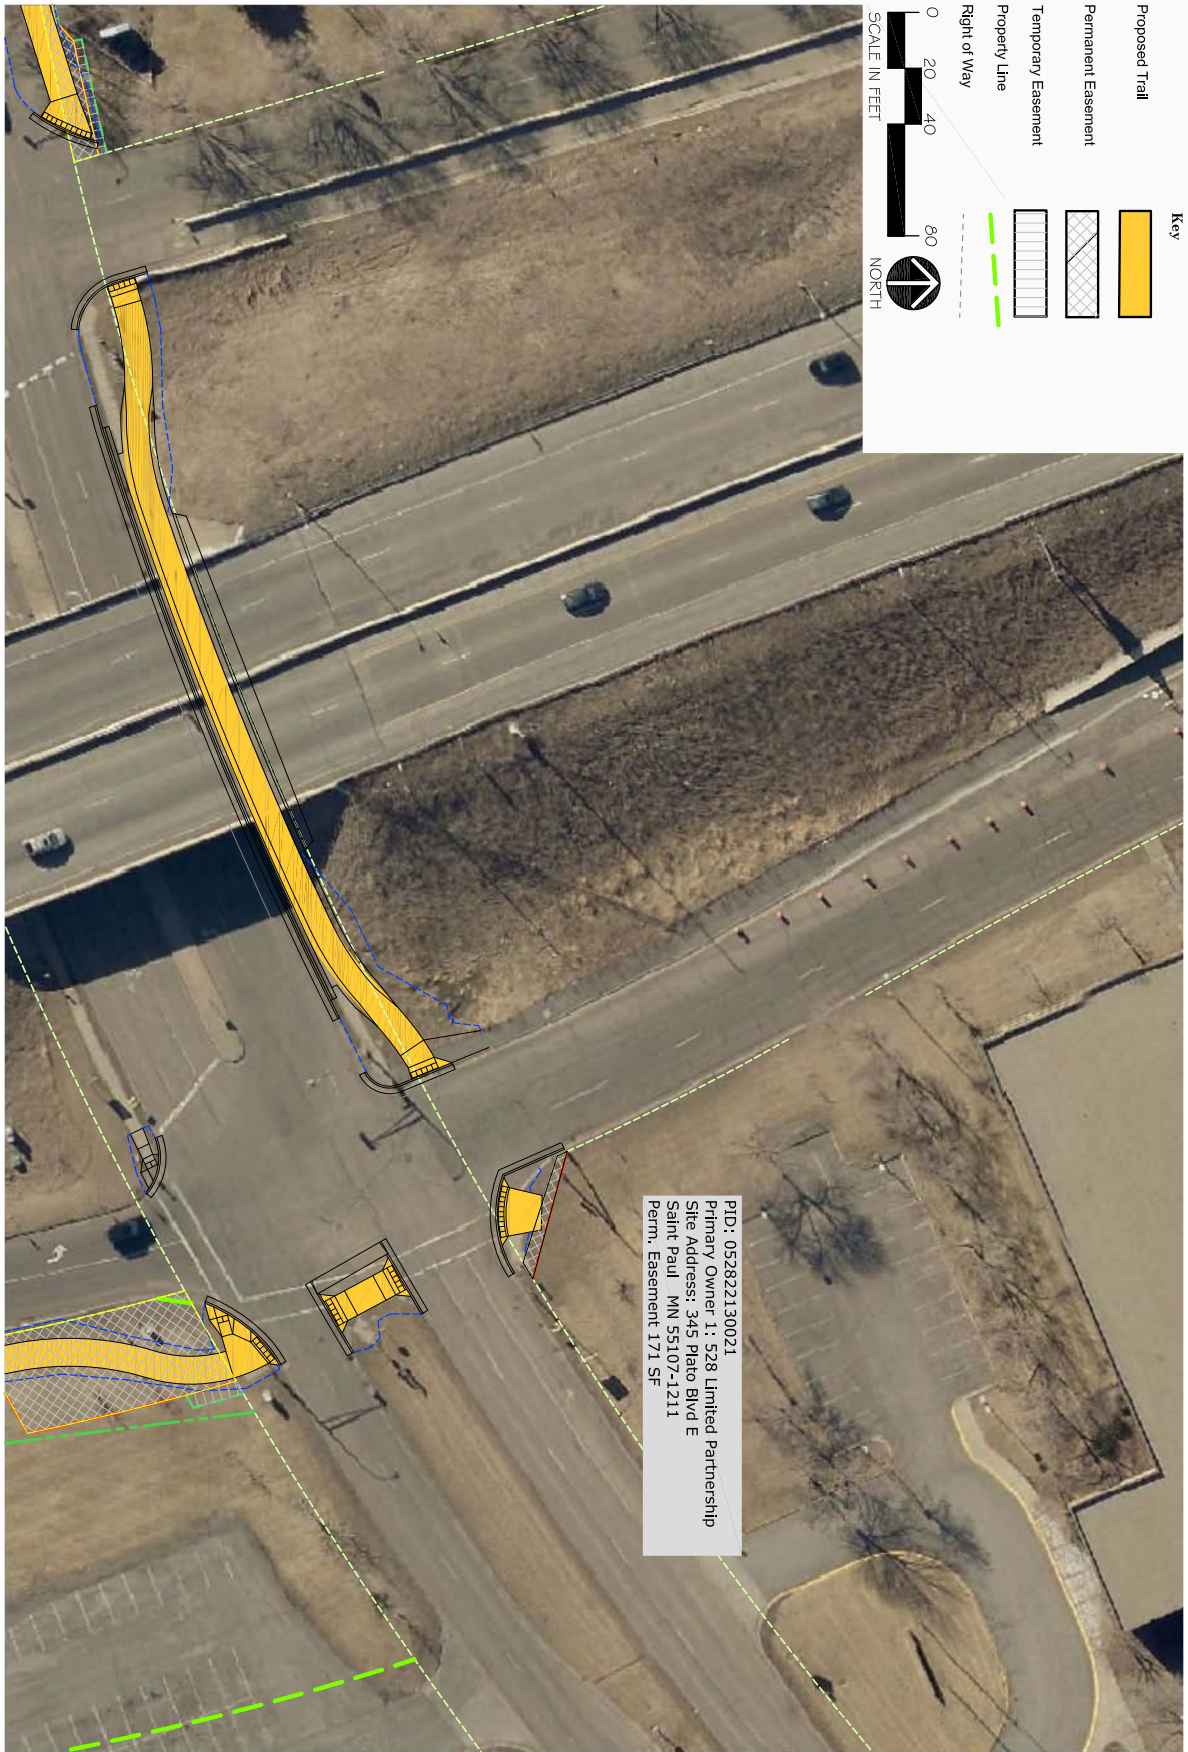 Key
Proposed Trail
Permanent Easement
Temporary Easement
Property Line
Right of Way
0 20 40 80
SCALE IN FEET
NORTH
PID: 052822130021
Primary Owner 1: 528 Limited Partnership
Site Address: 345 Plato Blvd E
Saint Paul MN 55107-1211
Perm. Easement 171 SF